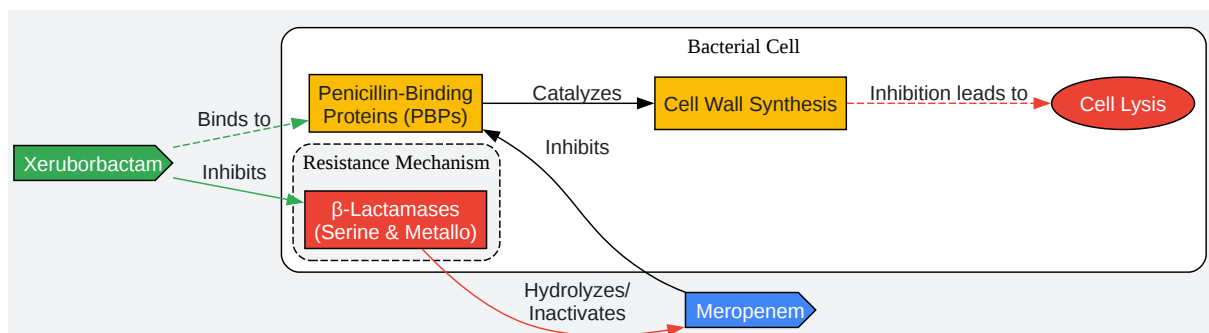 Bacterial Cell
Penicillin-Binding
Proteins (PBPs)
Catalyzes
Cell Wall Synthesis
Inhibition leads to
Cell Lysis
Binds to
Xeruborbactam
Inhibits
Inhibits
Resistance Mechanism
β-Lactamases
(Serine & Metallo)
Hydrolyzes/
Inactivates
Meropenem